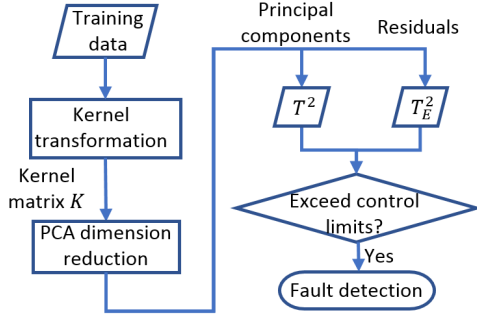 Training
data
Kernel
transformation
Kernel
matrix K
PCA dimension
reduction
Principal
components
Residuals
T²
T_E²
Exceed control
limits?
Yes
Fault detection